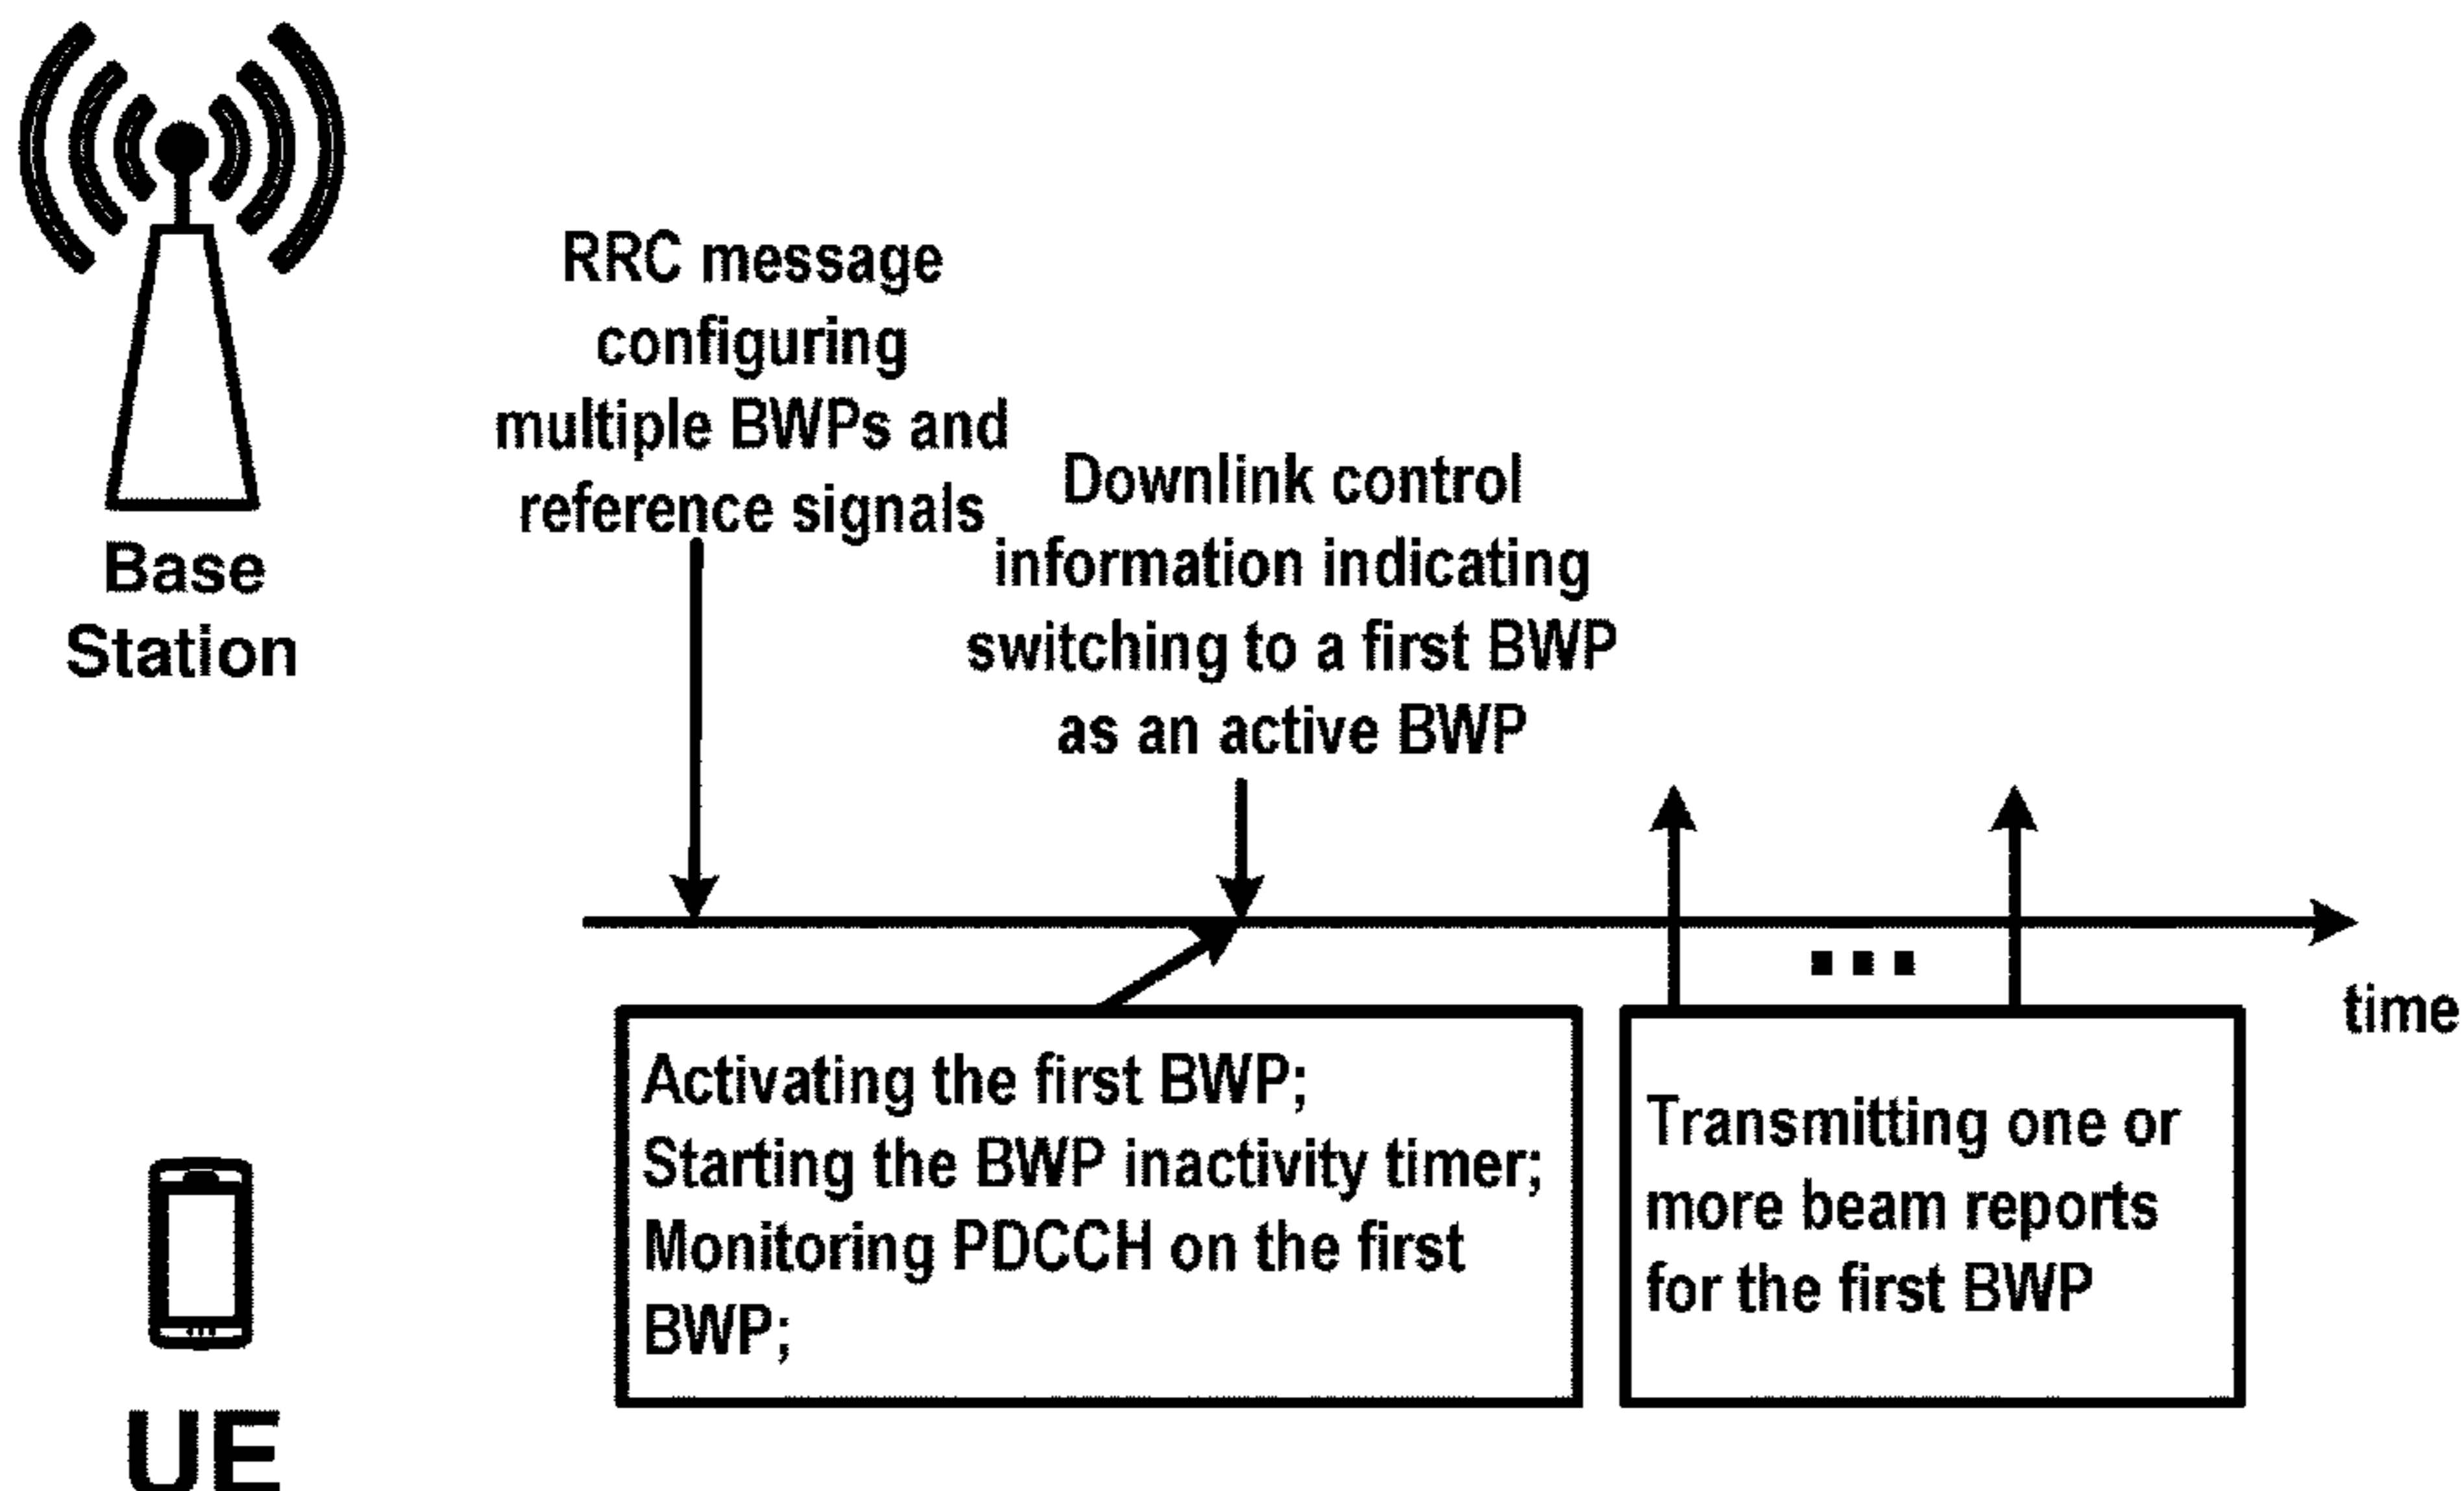 RRC message
configuring
multiple BWPs and
reference signals
Downlink control
information indicating
switching to a first BWP
as an active BWP
Base
Station
time
Activating the first BWP;
Starting the BWP inactivity timer;
Monitoring PDCCH on the first
BWP;
Transmitting one or
more beam reports
for the first BWP
UE